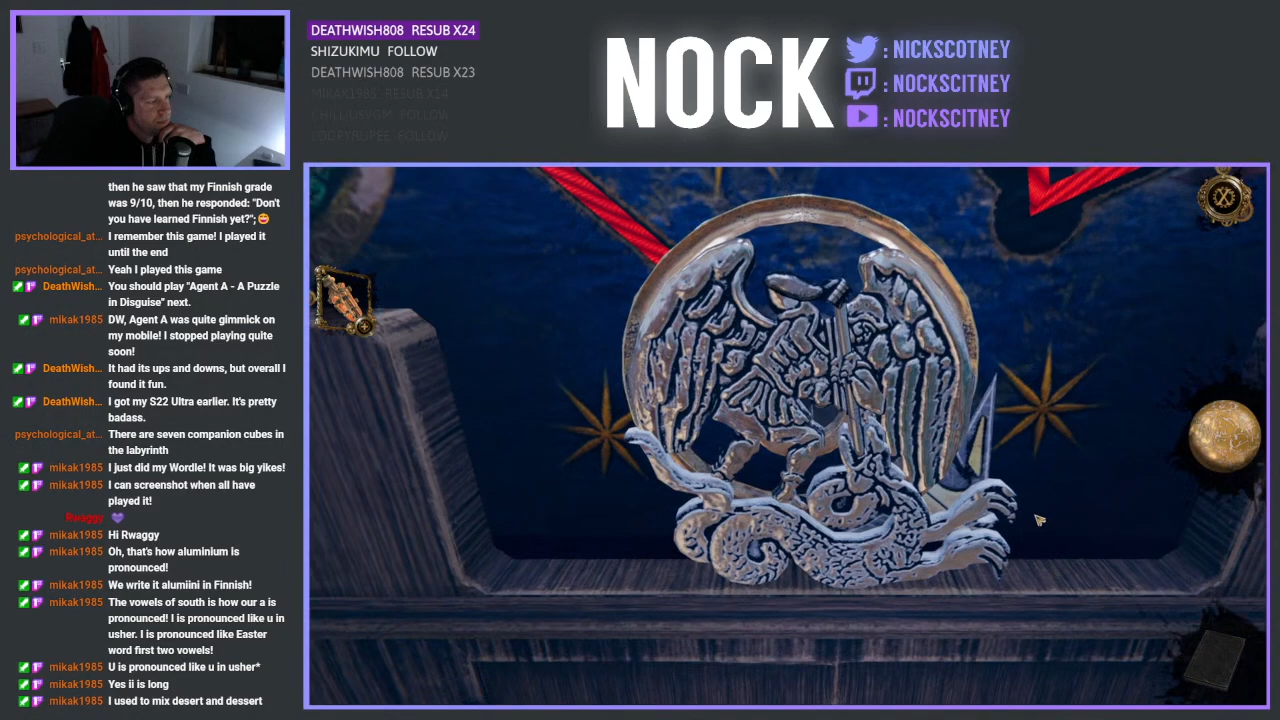 DEATHWISH808 RESUB X24
SHIZUKIMU FOLLOW
DEATHWISH808 RESUB X23
MIKAK1985 RESUB X14
NOCK
: NICKSCOTNEY
: NOCKSCITNEY
: NOCKSCITNEY
then he saw that my Finnish grade
was 9/10, then he responded: "Don't
you have learned Finnish yet?";
psychological_at... I remember this game! I played it
until the end
psychological_at... Yeah I played this game
DeathWish... You should play "Agent A - A Puzzle
in Disguise" next.
mikak1985 DW, Agent A was quite gimmick on
my mobile! I stopped playing quite
soon!
DeathWish... It had its ups and downs, but overall I
found it fun.
DeathWish... I got my S22 Ultra earlier. It's pretty
badass.
psychological_at... There are seven companion cubes in
the labyrinth
mikak1985 I just did my Wordle! It was big yikes!
mikak1985 I can screenshot when all have
played it!
Rwaggy
mikak1985 Hi Rwaggy
mikak1985 Oh, that's how aluminium is
pronounced!
mikak1985 We write it alumiini in Finnish!
mikak1985 The vowels of south is how our a is
pronounced! I is pronounced like u in
usher. I is pronounced like Easter
word first two vowels!
mikak1985 U is pronounced like u in usher*
mikak1985 Yes ii is long
mikak1985 I used to mix desert and dessert